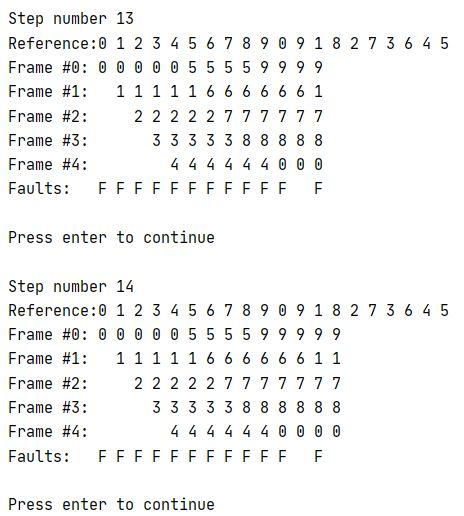 Step number 13
Reference:0 1 2 3 4 5 6 7 8 9 0 9 1 8 2 7 3 6 4 5
Frame #0: 0 0 0 0 0 5 5 5 5 9 9 9 9
Frame #1:   1 1 1 1 1 6 6 6 6 6 6 1
Frame #2:     2 2 2 2 2 7 7 7 7 7 7
Frame #3:       3 3 3 3 3 8 8 8 8 8
Frame #4:         4 4 4 4 4 4 0 0 0
Faults:   F F F F F F F F F F F   F
Press enter to continue
Step number 14
Reference:0 1 2 3 4 5 6 7 8 9 0 9 1 8 2 7 3 6 4 5
Frame #0: 0 0 0 0 0 5 5 5 5 9 9 9 9 9
Frame #1:   1 1 1 1 1 6 6 6 6 6 6 1 1
Frame #2:     2 2 2 2 2 7 7 7 7 7 7 7
Frame #3:       3 3 3 3 3 8 8 8 8 8 8
Frame #4:         4 4 4 4 4 4 0 0 0 0
Faults:   F F F F F F F F F F F   F
Press enter to continue